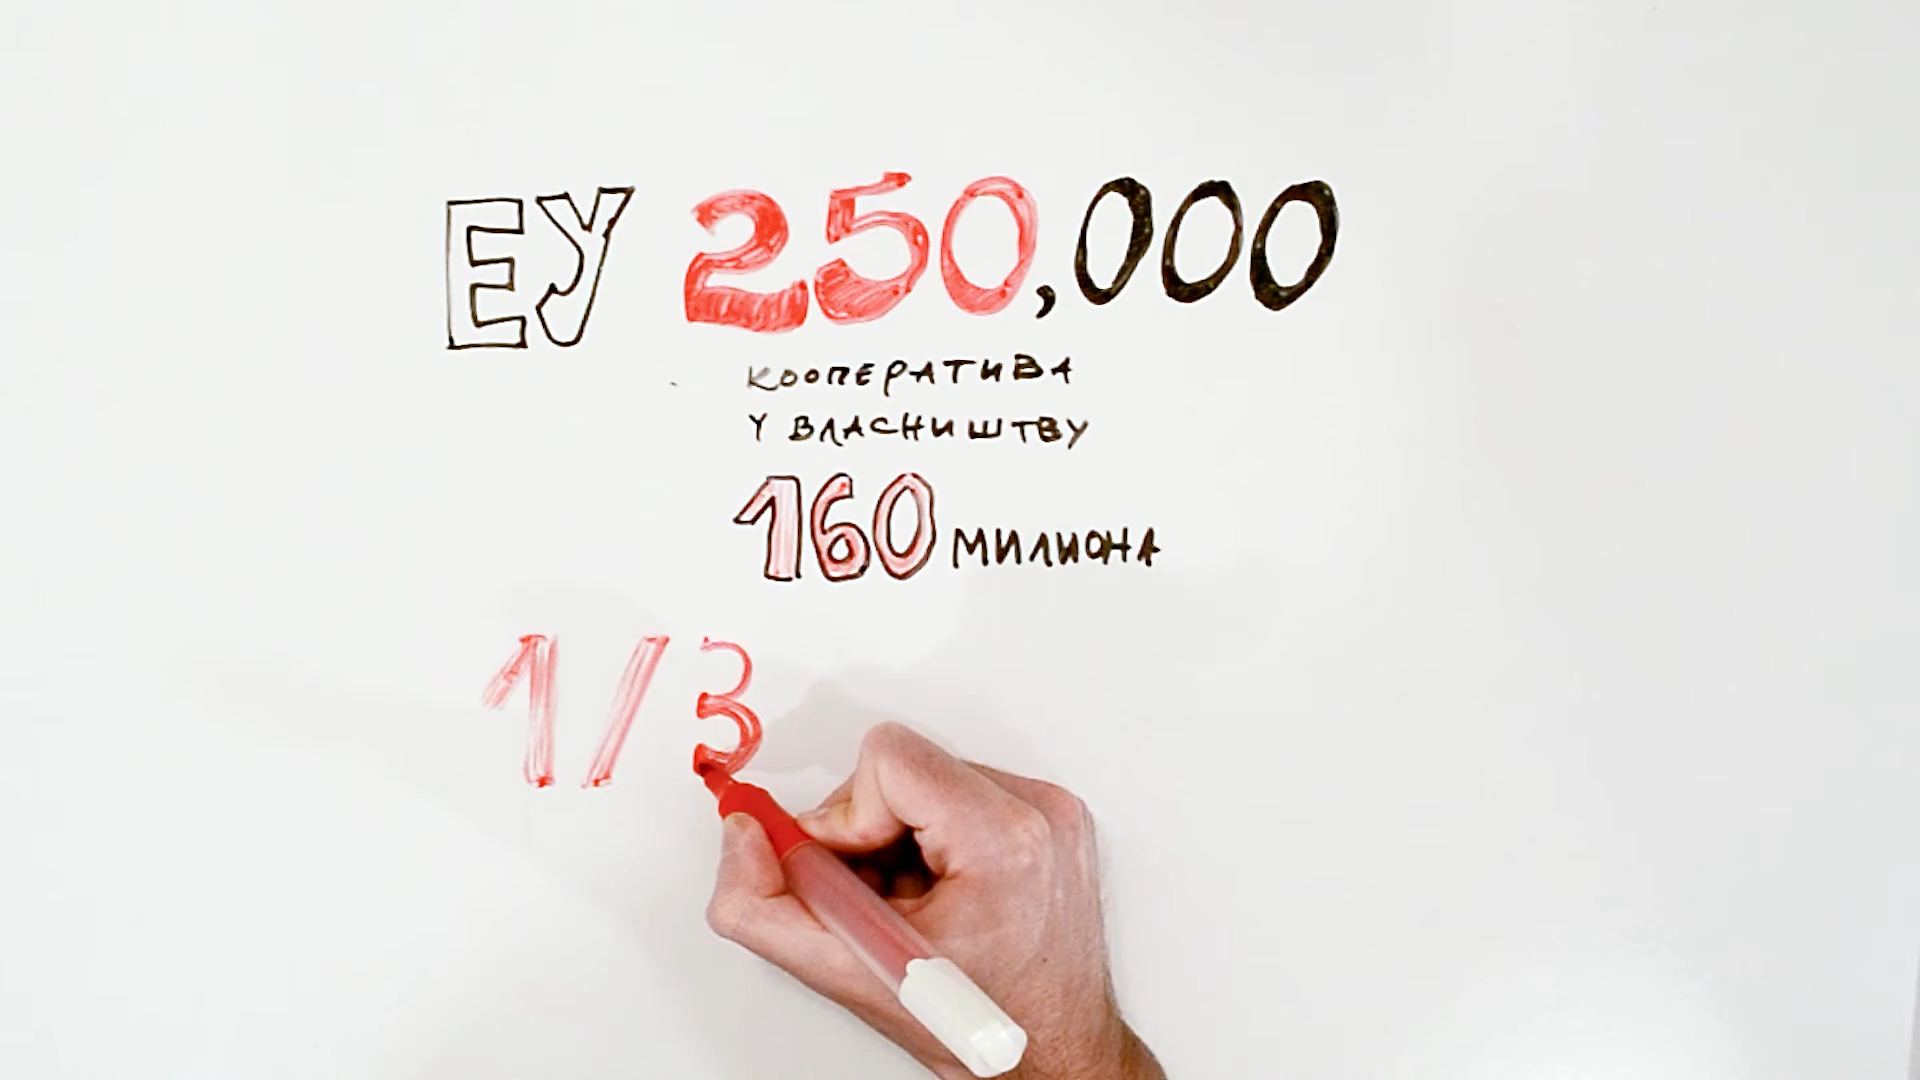 ЕУ 250,000
КООПЕРАТИВА
У ВЛАСНИШТВУ
160 МИЛИОНА
1/3